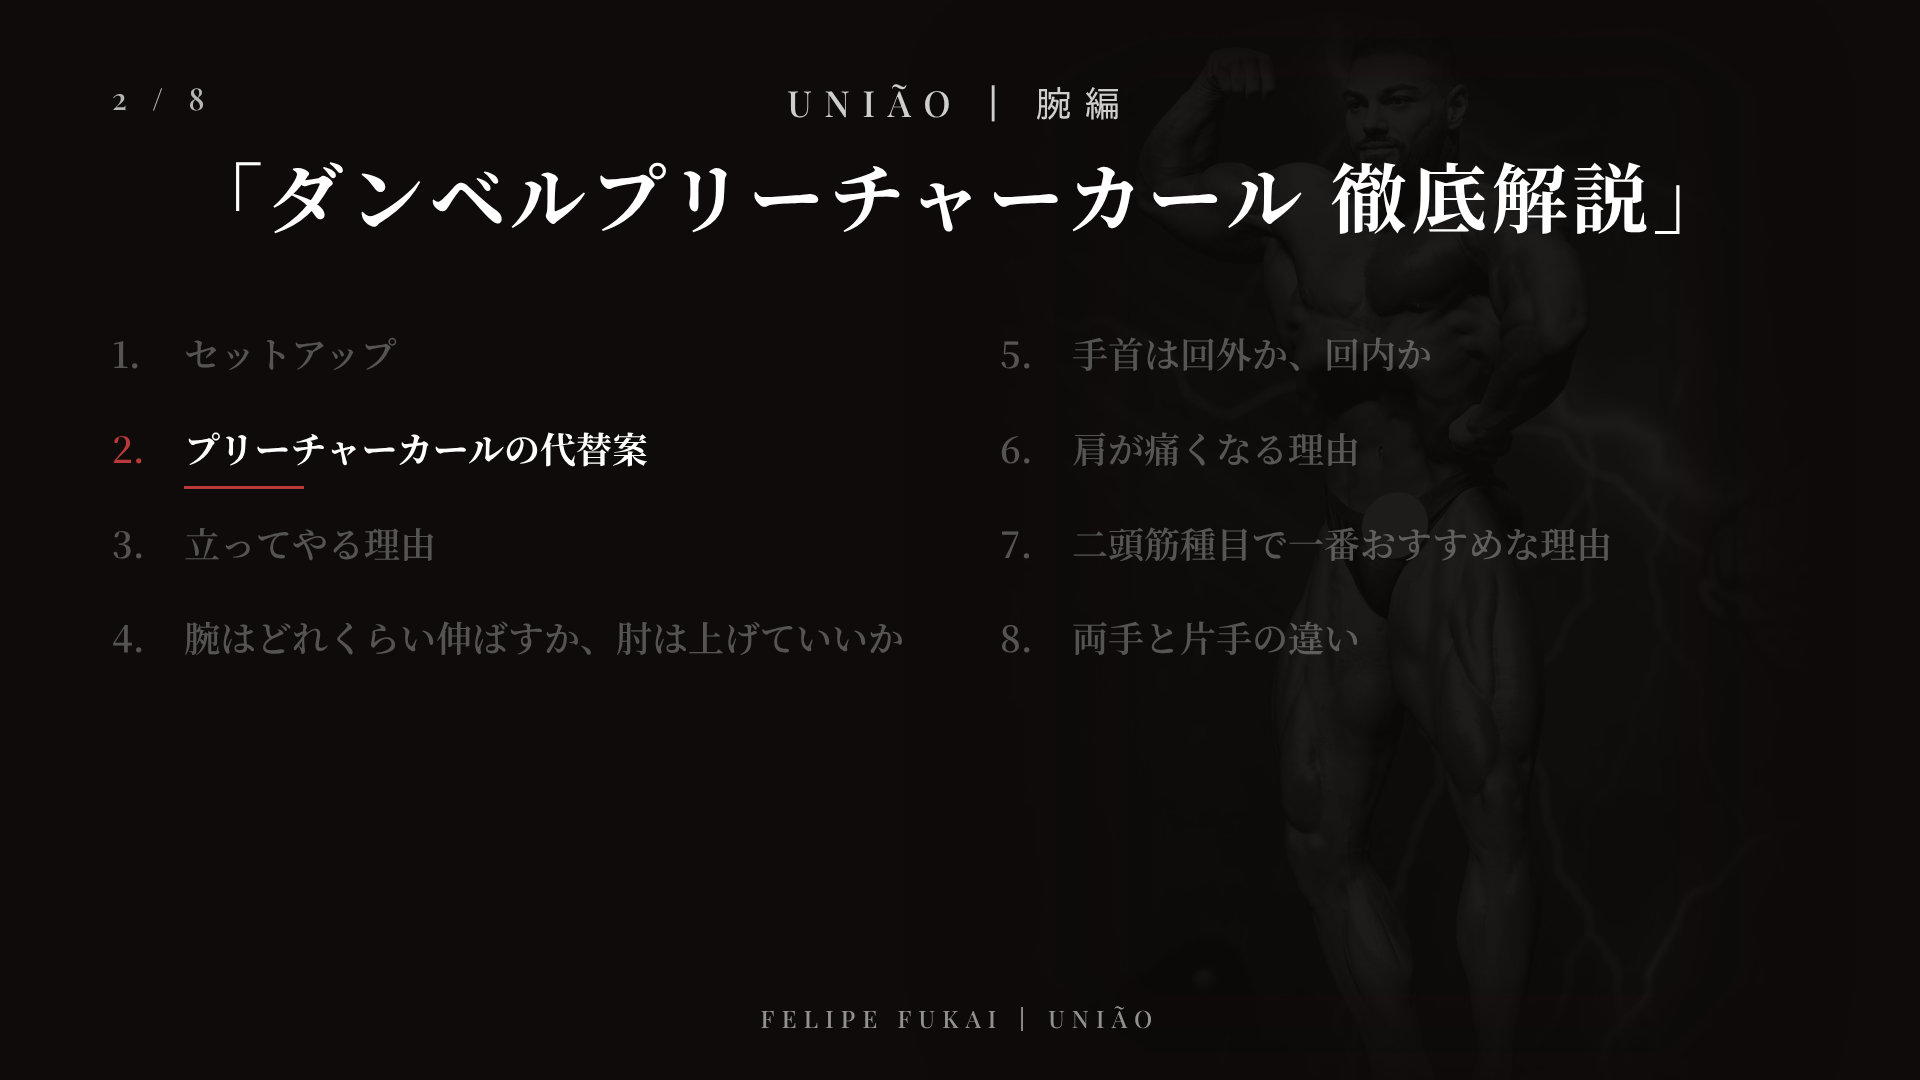 2 / 8
UNIÃO | 腕編
「ダンベルプリーチャーカール 徹底解説」
1. セットアップ
2. プリーチャーカールの代替案
3. 立ってやる理由
4. 腕はどれくらい伸ばすか、肘は上げていいか
5. 手首は回外か、回内か
6. 肩が痛くなる理由
7. 二頭筋種目で一番おすすめな理由
8. 両手と片手の違い
FELIPE FUKAI | UNIÃO